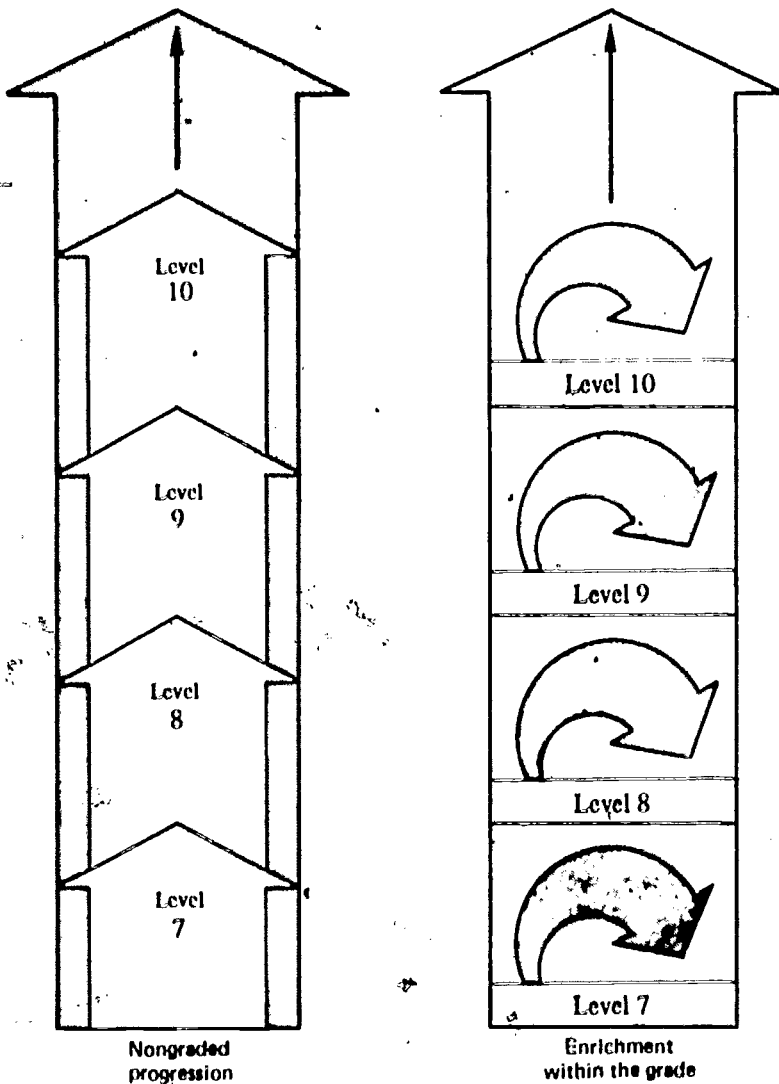 Level
10
Level
9
Level
8
Level
7
Nongraded
progression
Level 10
Level 9
Level 8
Level 7
Enrichment
within the grade